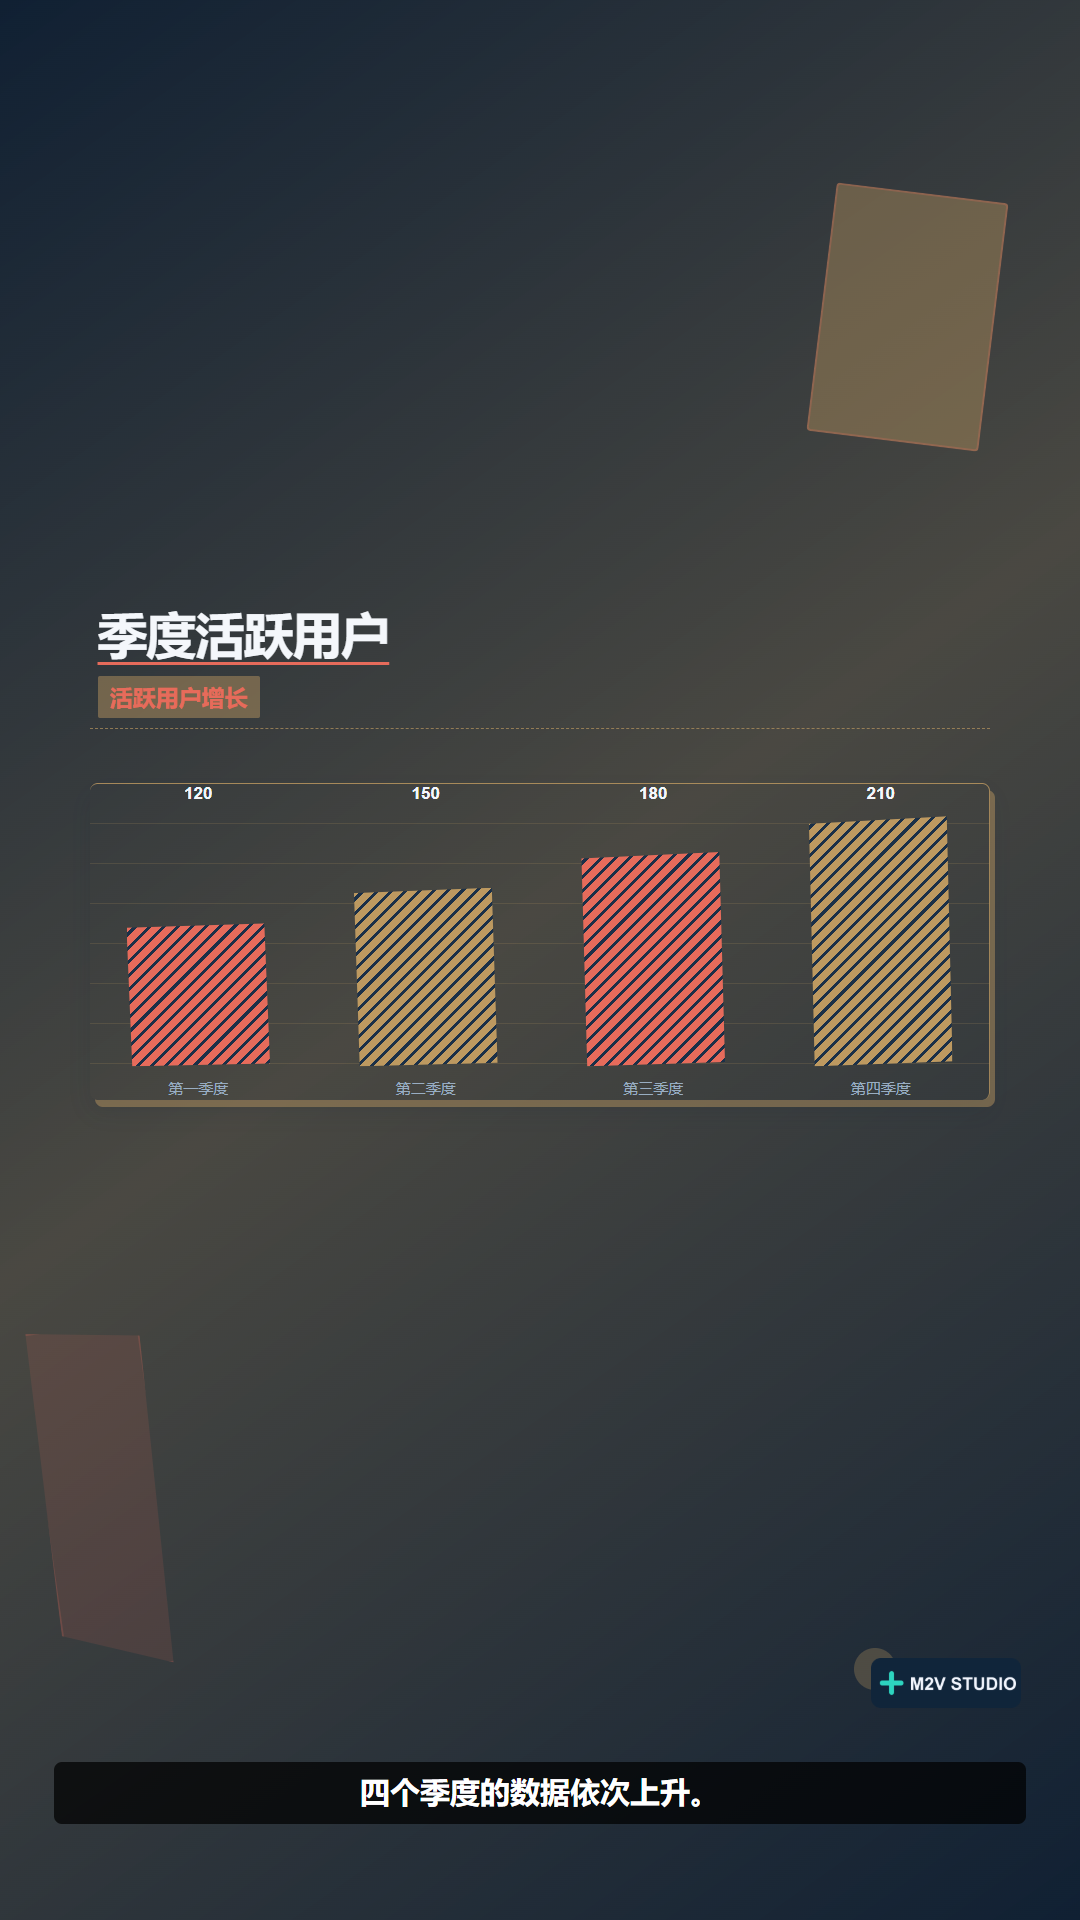 季度活跃用户
活跃用户增长
120 150 180 210
第一季度 第二季度 第三季度 第四季度
M2V STUDIO
四个季度的数据依次上升。